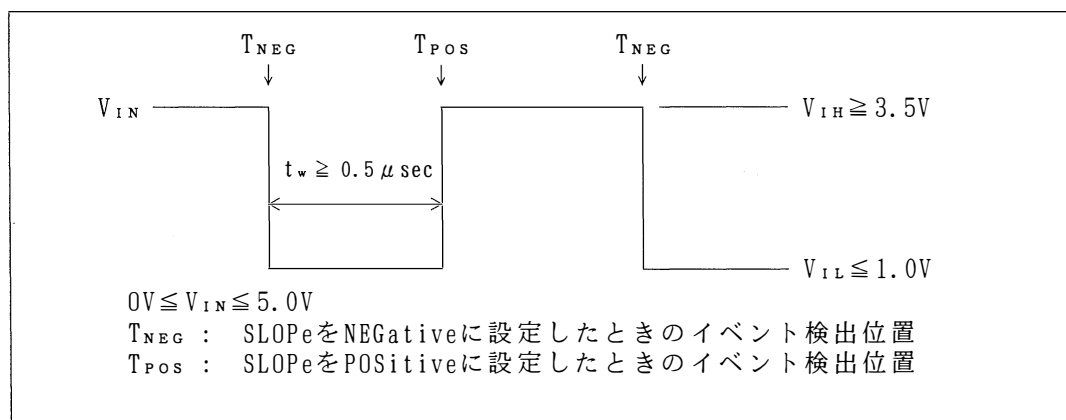 TNEG TPOS TNEG
↓ ↓ ↓
VIN
VIH≧3.5V
tw≧0.5μsec
VIL≦1.0V
0V≦VIN≦5.0V
TNEG : SLOPeをNEGativeに設定したときのイベント検出位置
TPOS : SLOPeをPOSitiveに設定したときのイベント検出位置